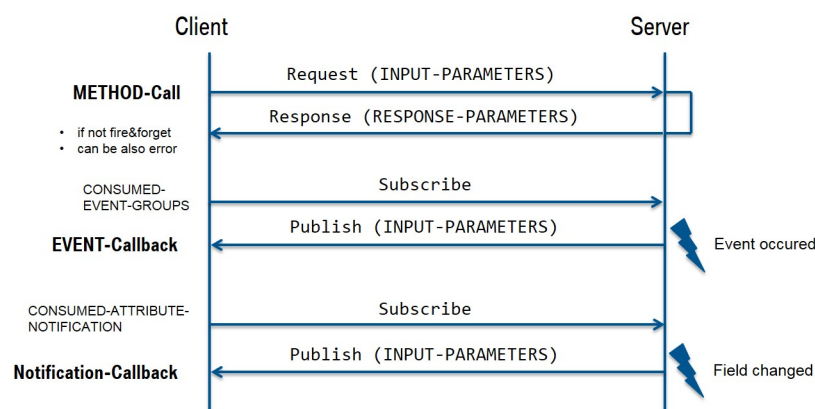 Client
Server
Request (INPUT-PARAMETERS)
METHOD-Call
Response (RESPONSE-PARAMETERS)
• if not fire&forget
• can be also error
Subscribe
CONSUMED-
EVENT-GROUPS
Publish (INPUT-PARAMETERS)
EVENT-Callback
Event occured
Subscribe
CONSUMED-ATTRIBUTE-
NOTIFICATION
Publish (INPUT-PARAMETERS)
Notification-Callback
Field changed